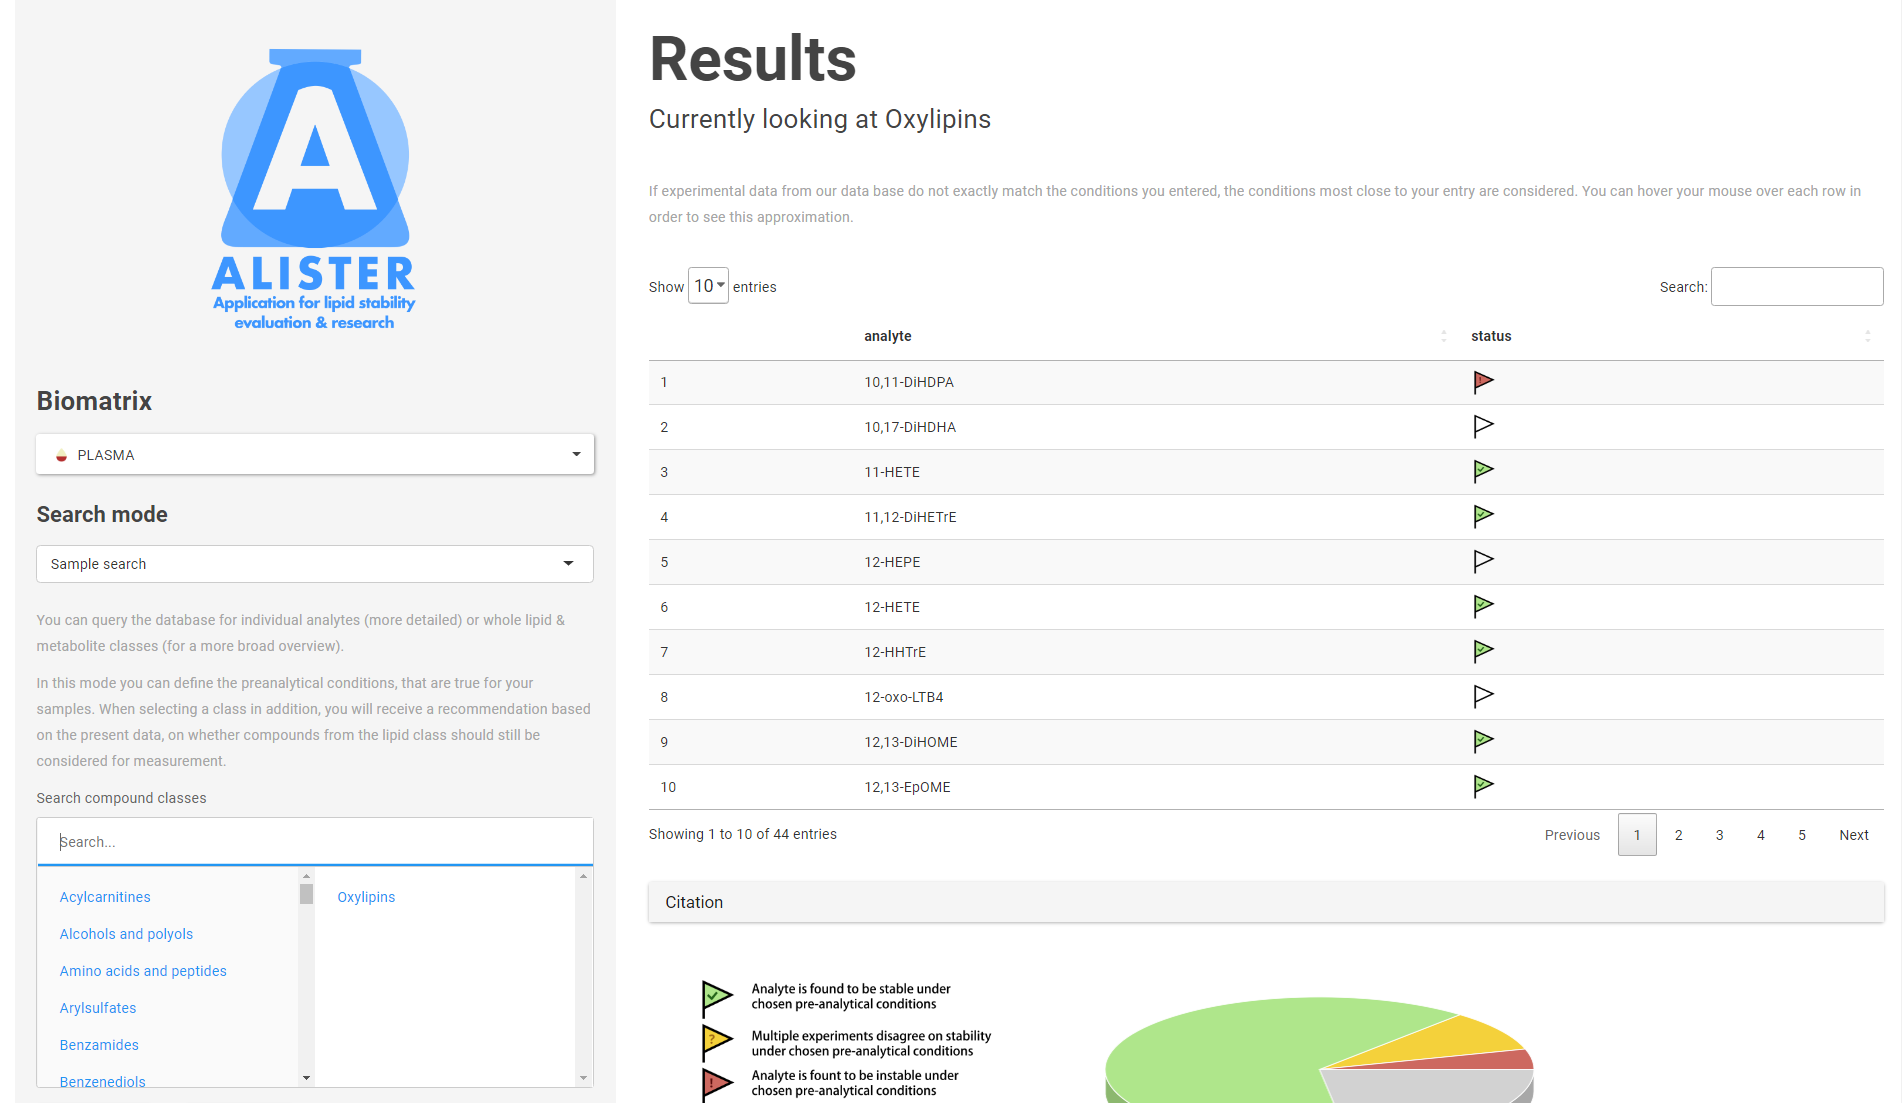 ALISTER
Application for lipid stability
evaluation & research
Biomatrix
PLASMA
Search mode
Sample search
You can query the database for individual analytes (more detailed) or whole lipid &
metabolite classes (for a more broad overview).
In this mode you can define the preanalytical conditions, that are true for your
samples. When selecting a class in addition, you will receive a recommendation based
on the present data, on whether compounds from the lipid class should still be
considered for measurement.
Search compound classes
Search...
Acylcarnitines
Alcohols and polyols
Amino acids and peptides
Arylsulfates
Benzamides
Benzenediols
Oxylipins
Results
Currently looking at Oxylipins
If experimental data from our data base do not exactly match the conditions you entered, the conditions most close to your entry are considered. You can hover your mouse over each row in
order to see this approximation.
Show 10 entries
Search:
analyte status
1 10,11-DiHDPA
2 10,17-DiHDHA
3 11-HETE
4 11,12-DiHETrE
5 12-HEPE
6 12-HETE
7 12-HHTrE
8 12-oxo-LTB4
9 12,13-DiHOME
10 12,13-EpOME
Showing 1 to 10 of 44 entries
Previous 1 2 3 4 5 Next
Citation
Analyte is found to be stable under
chosen pre-analytical conditions
? Multiple experiments disagree on stability
under chosen pre-analytical conditions
! Analyte is fount to be instable under
chosen pre-analytical conditions